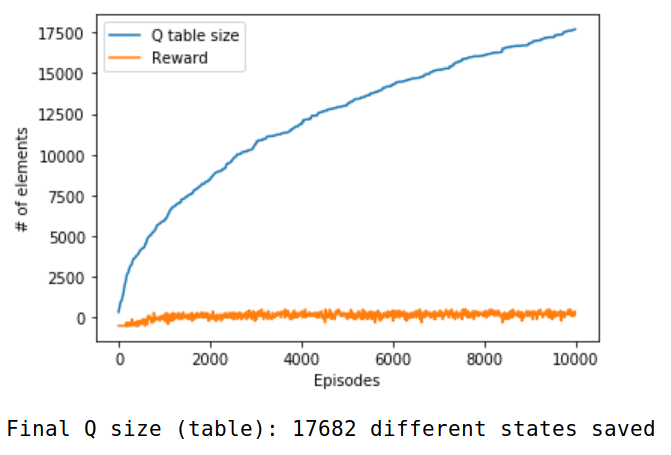 Q table size
Reward
17500
15000
12500
10000
7500
5000
2500
0
# of elements
0 2000 4000 6000 8000 10000
Episodes
Final Q size (table): 17682 different states saved